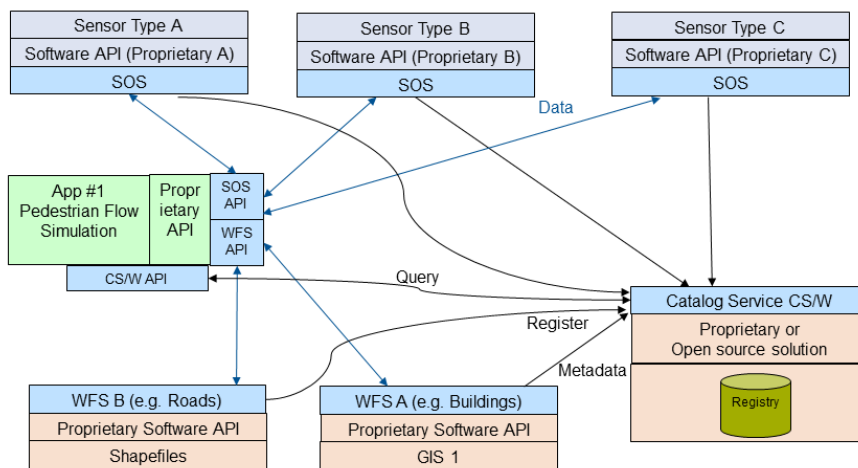 Sensor Type A
Software API (Proprietary A)
SOS
Sensor Type B
Software API (Proprietary B)
SOS
Sensor Type C
Software API (Proprietary C)
SOS
Data
App #1
Pedestrian Flow
Simulation
Propr
ietary
API
SOS
API
WFS
API
CS/W API
Query
Register
Metadata
Catalog Service CS/W
Proprietary or
Open source solution
Registry
WFS B (e.g. Roads)
Proprietary Software API
Shapefiles
WFS A (e.g. Buildings)
Proprietary Software API
GIS 1